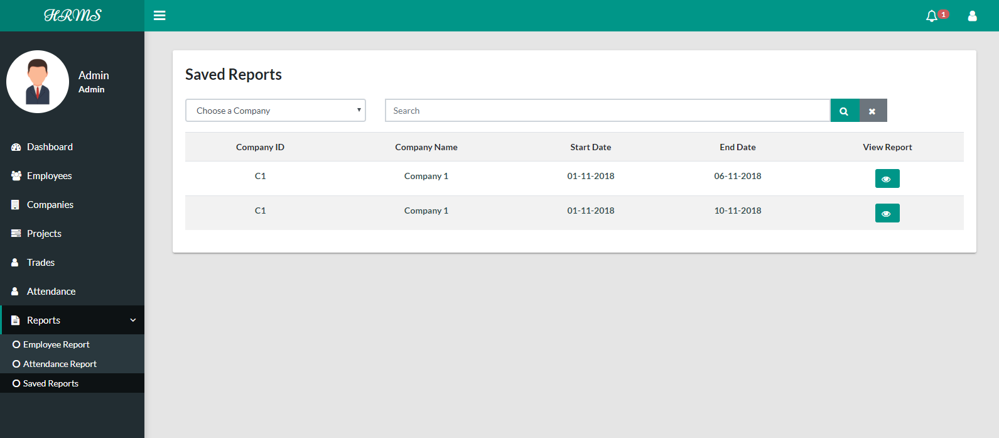 HRMS
1
Admin
Admin
Dashboard
Employees
Companies
Projects
Trades
Attendance
Reports
Employee Report
Attendance Report
Saved Reports
Saved Reports
Choose a Company
Search
Company ID Company Name Start Date End Date View Report
C1 Company 1 01-11-2018 06-11-2018
C1 Company 1 01-11-2018 10-11-2018